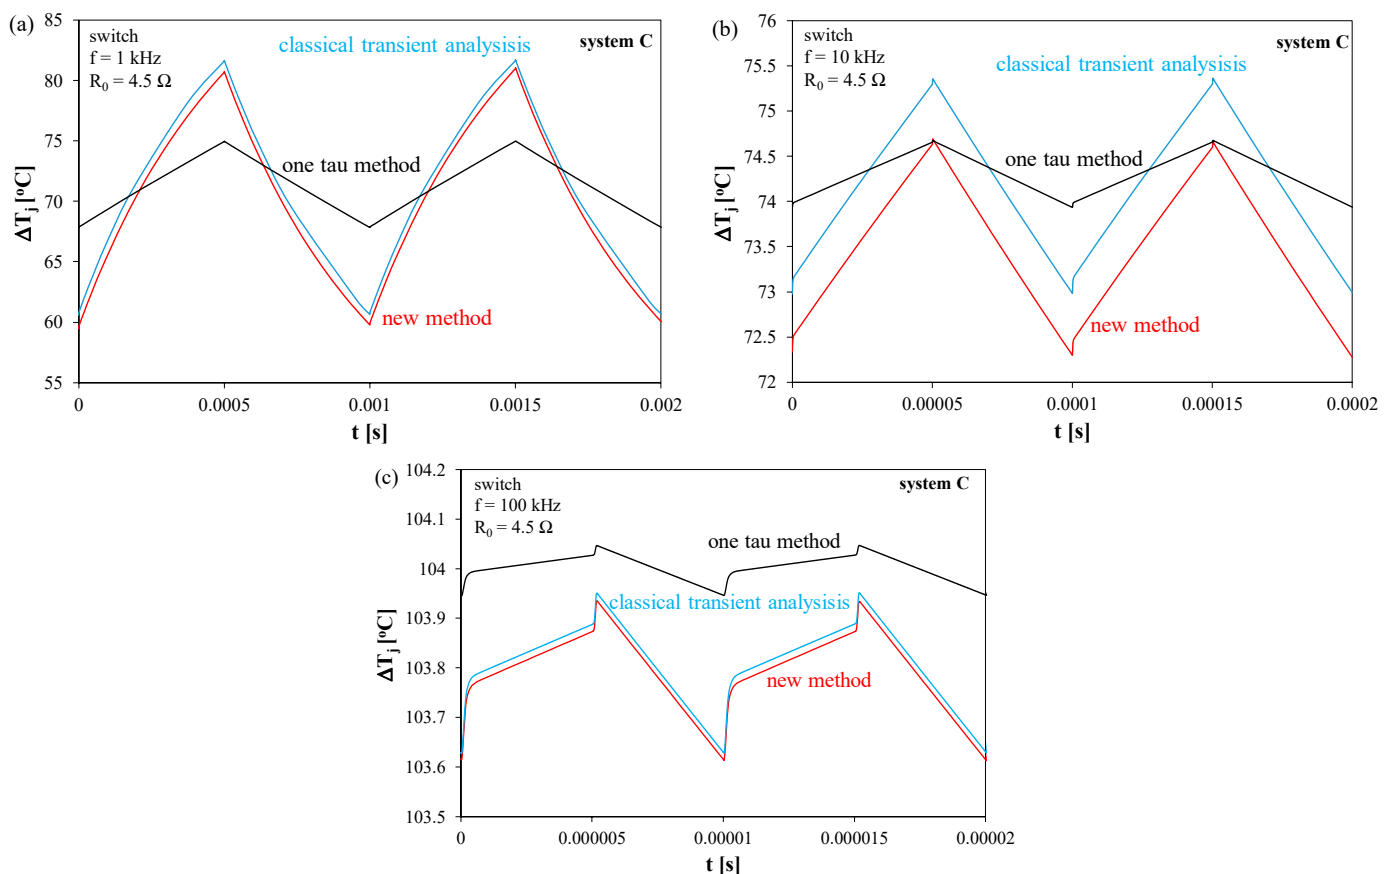 (a)
switch
f = 1 kHz
R₀ = 4.5 Ω
classical transient analysisis
system C
one tau method
new method
ΔTⱼ [ᵒC]
85
80
75
70
65
60
55
0
0.0005
0.001
0.0015
0.002
t [s]
(b)
switch
f = 10 kHz
R₀ = 4.5 Ω
system C
classical transient analysisis
one tau method
new method
ΔTⱼ [ᵒC]
76
75.5
75
74.5
74
73.5
73
72.5
72
0
0.00005
0.0001
0.00015
0.0002
t [s]
(c)
switch
f = 100 kHz
R₀ = 4.5 Ω
system C
one tau method
classical transient analysisis
new method
ΔTⱼ [ᵒC]
104.2
104.1
104
103.9
103.8
103.7
103.6
103.5
0
0.000005
0.00001
0.000015
0.00002
t [s]